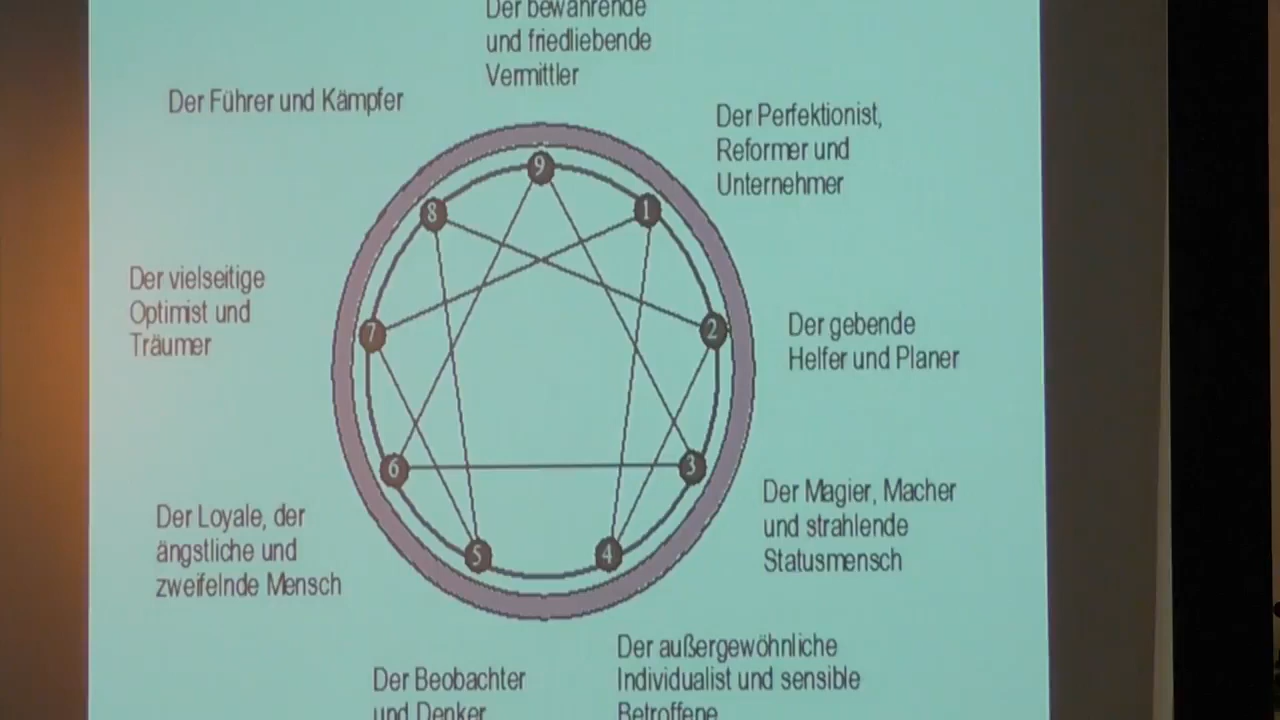 Der bewahrende
und friedliebende
Vermittler
Der Führer und Kämpfer
Der Perfektionist,
Reformer und
Unternehmer
9
8
1
Der vielseitige
Optimist und
Träumer
7
2
Der gebende
Helfer und Planer
6
3
Der Loyale, der
ängstliche und
zweifelnde Mensch
Der Magier, Macher
und strahlende
Statusmensch
5
4
Der Beobachter
und Denker
Der außergewöhnliche
Individualist und sensible
Betroffene